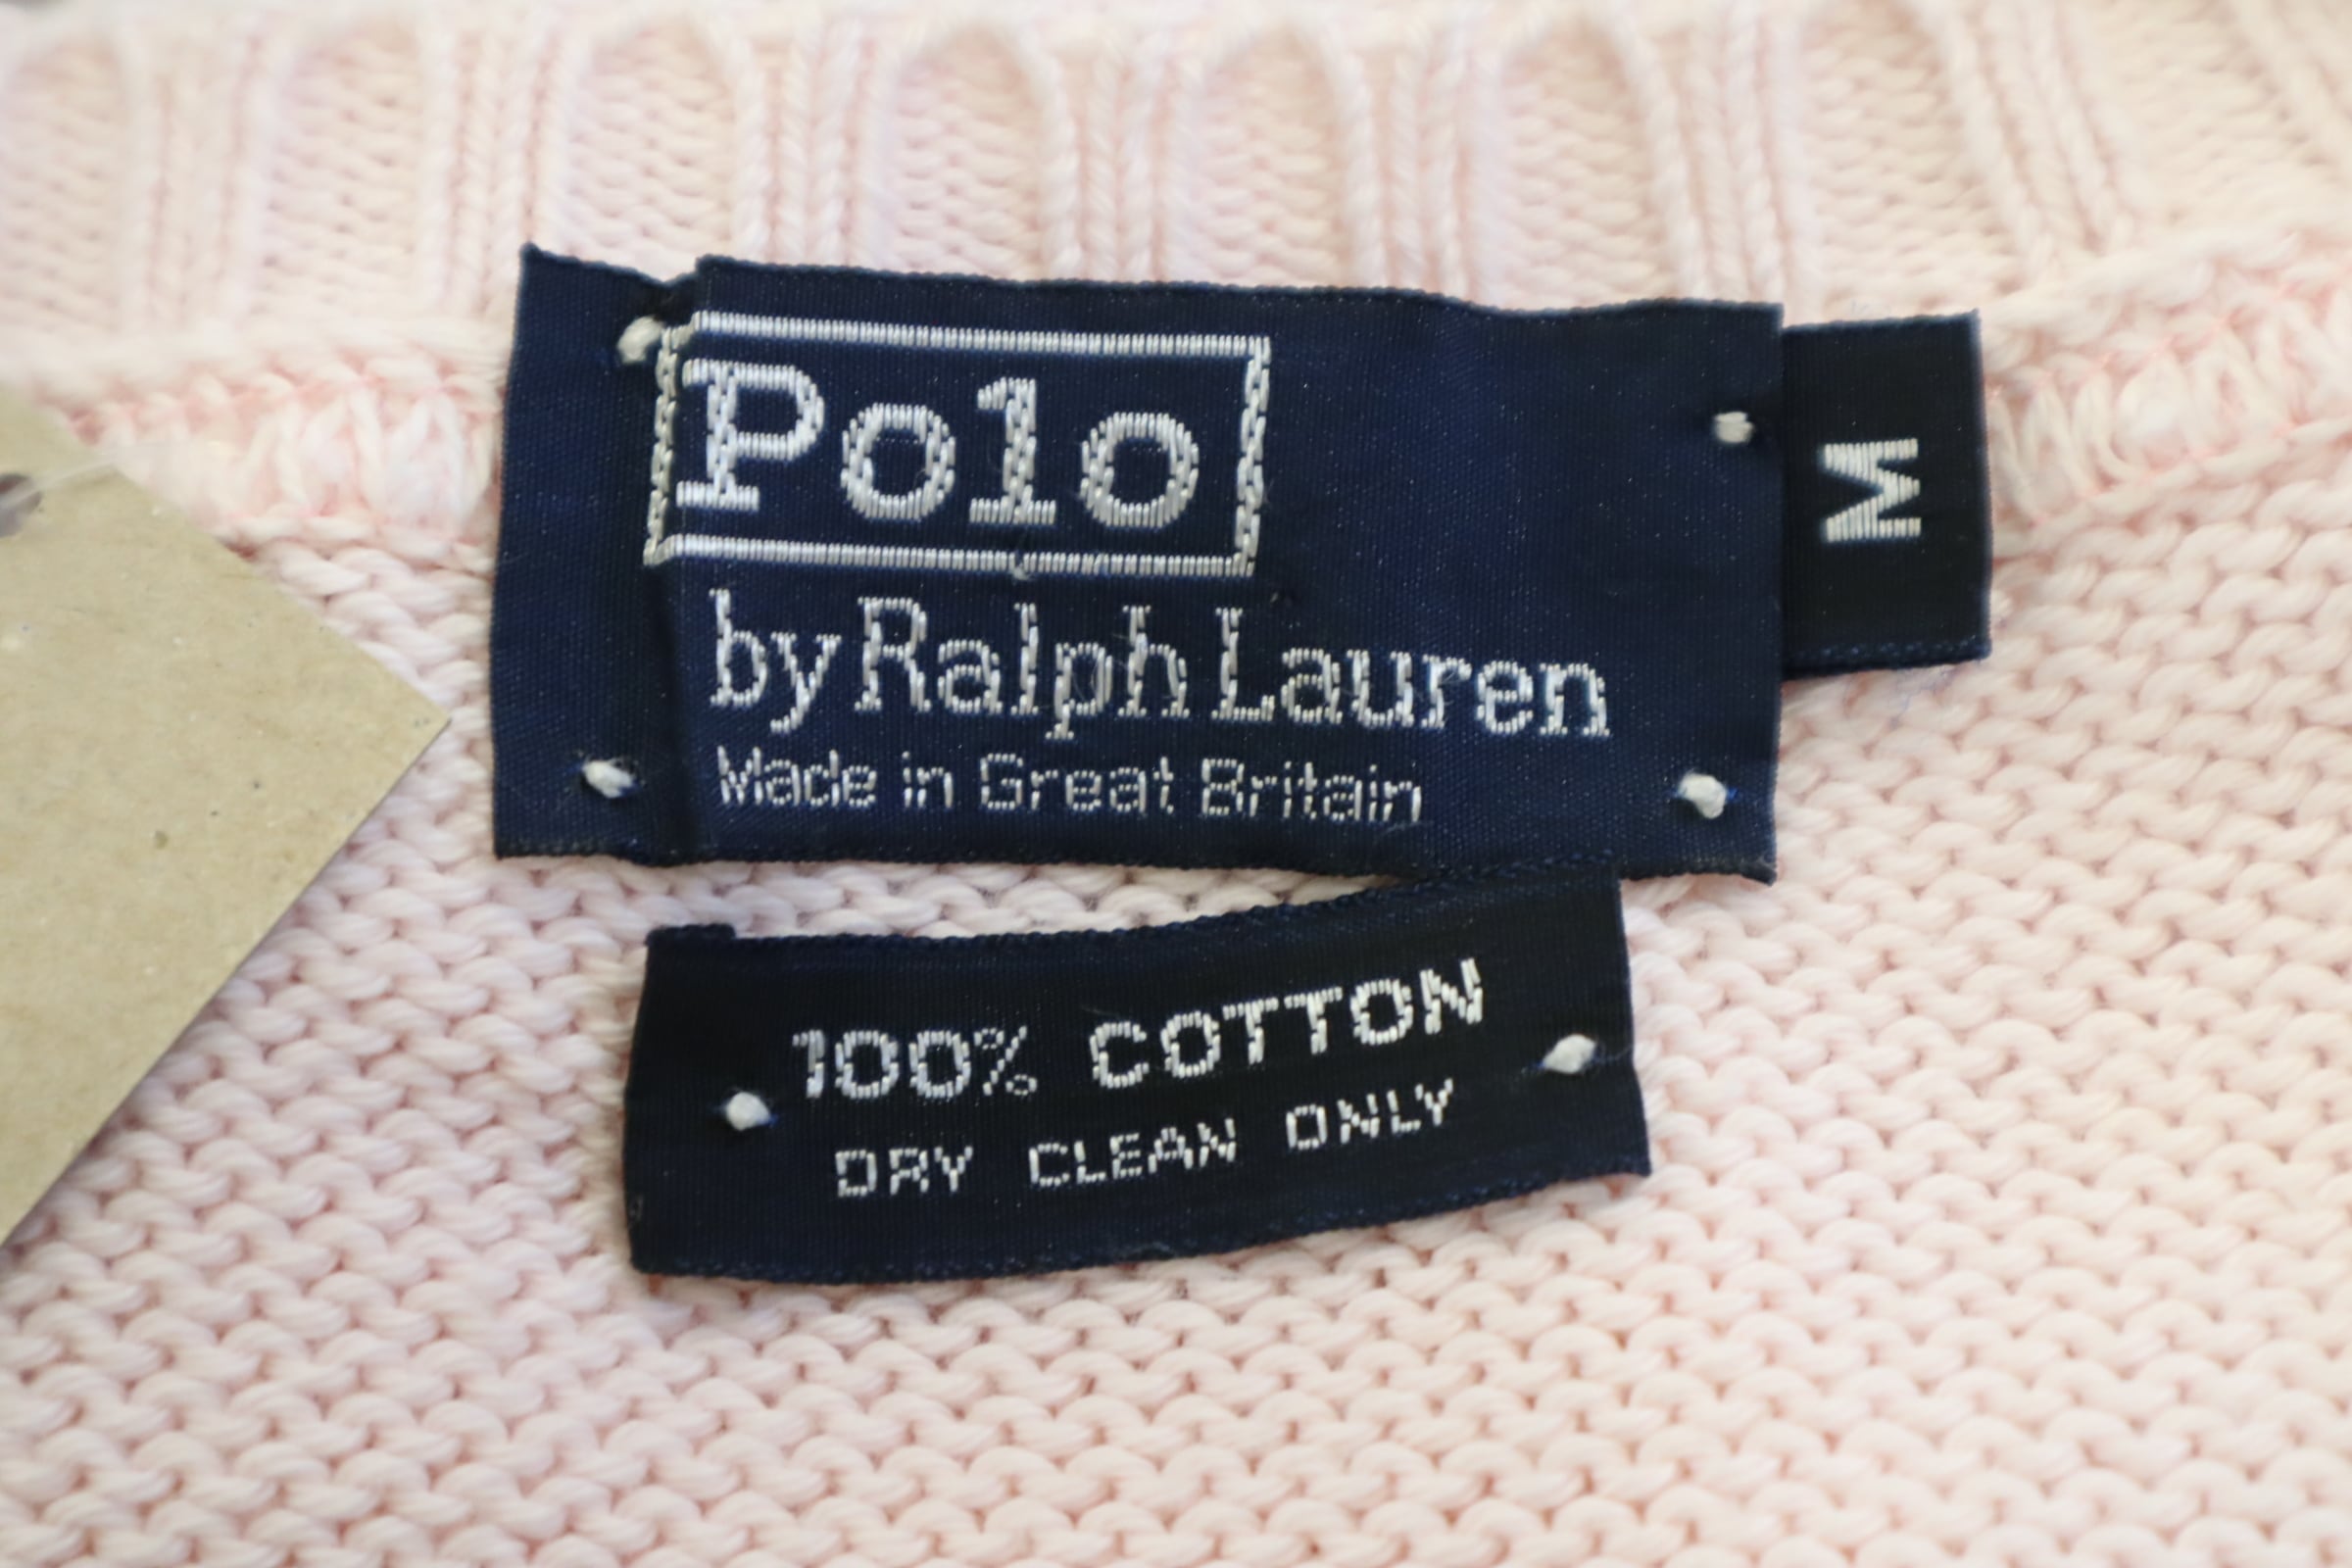 Polo
by Ralph Lauren
Made in Great Britain
M
100% COTTON
DRY CLEAN ONLY